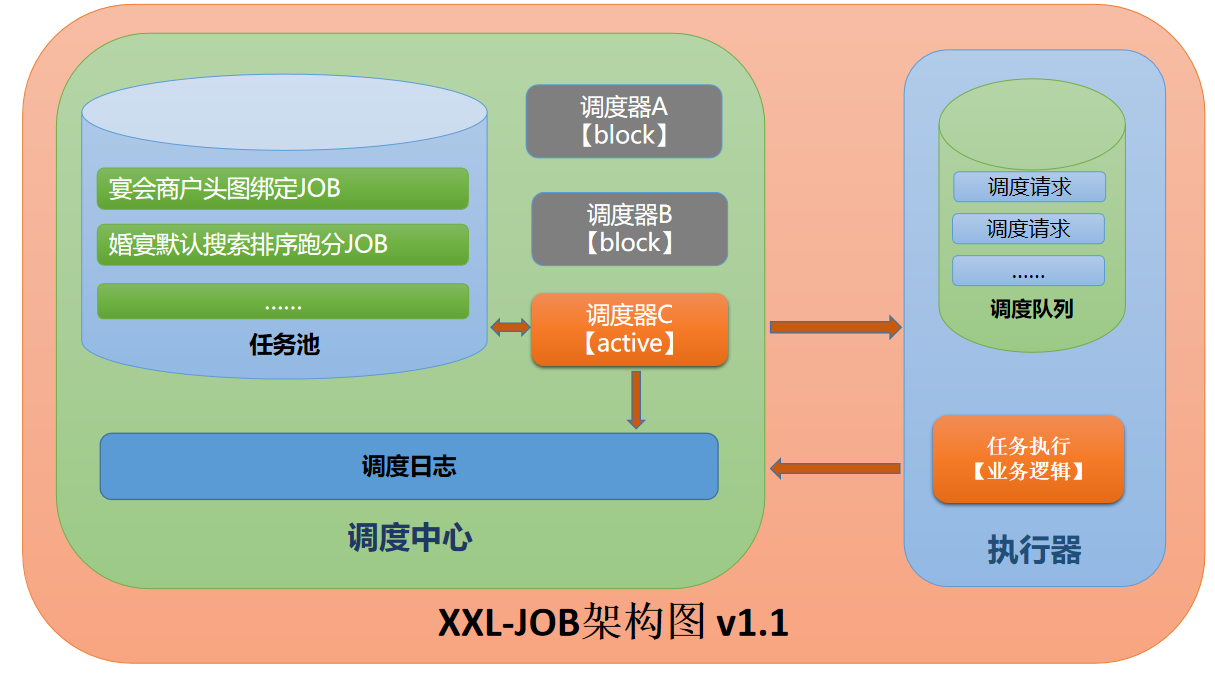 宴会商户头图绑定JOB
婚宴默认搜索排序跑分JOB
......
任务池
调度器A
【block】
调度器B
【block】
调度器C
【active】
调度日志
调度中心
调度请求
调度请求
......
调度队列
任务执行
【业务逻辑】
执行器
XXL-JOB架构图 v1.1